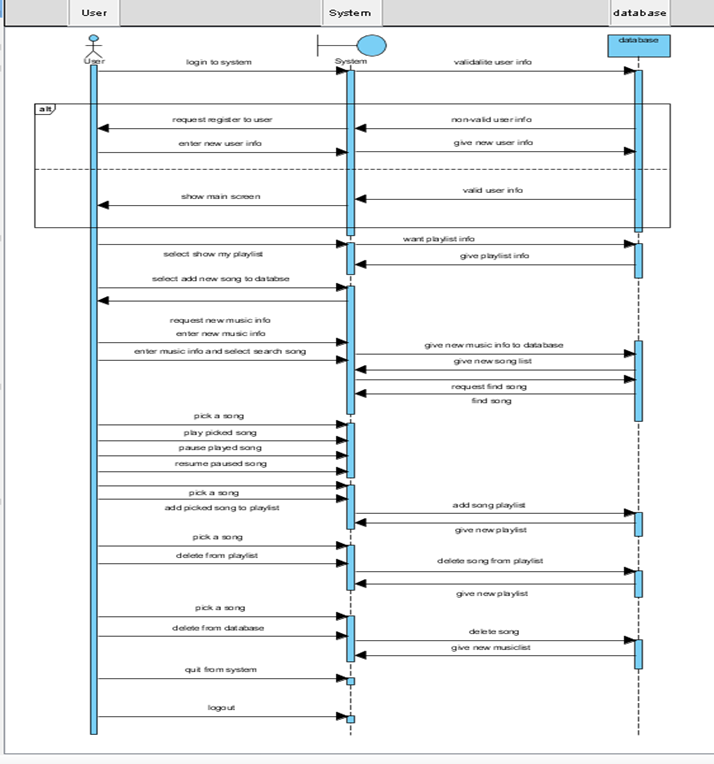 User System database
database
User System
login to system validalite user info
alt
request register to user non-valid user info
enter new user info give new user info
show main screen valid user info
want playlist info
select show my playlist give playlist info
select add new song to databse
request new music info
enter new music info
give new music info to database
enter music info and select search song give new song list
request find song
find song
pick a song
play picked song
pause played song
resume paused song
pick a song
add picked song to playlist add song playlist
give new playlist
pick a song
delete from playlist delete song from playlist
give new playlist
pick a song
delete from database delete song
give new musiclist
quit from system
logout